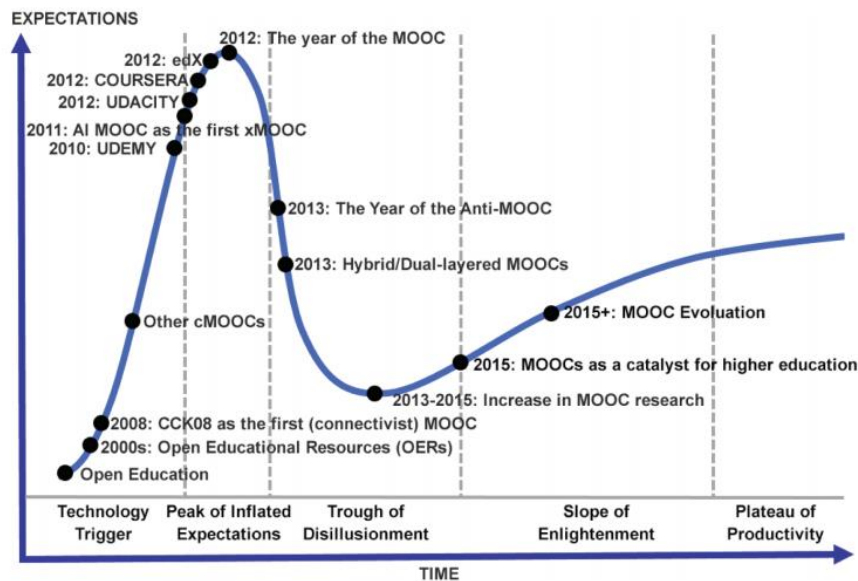 EXPECTATIONS
2012: The year of the MOOC
2012: edX
2012: COURSERA
2012: UDACITY
2011: AI MOOC as the first xMOOC
2010: UDEMY
2013: The Year of the Anti-MOOC
2013: Hybrid/Dual-layered MOOCs
Other cMOOCs
2015+: MOOC Evoluation
2015: MOOCs as a catalyst for higher education
2013-2015: Increase in MOOC research
2008: CCK08 as the first (connectivist) MOOC
2000s: Open Educational Resources (OERs)
Open Education
Technology
Trigger
Peak of Inflated
Expectations
Trough of
Disillusionment
Slope of
Enlightenment
Plateau of
Productivity
TIME